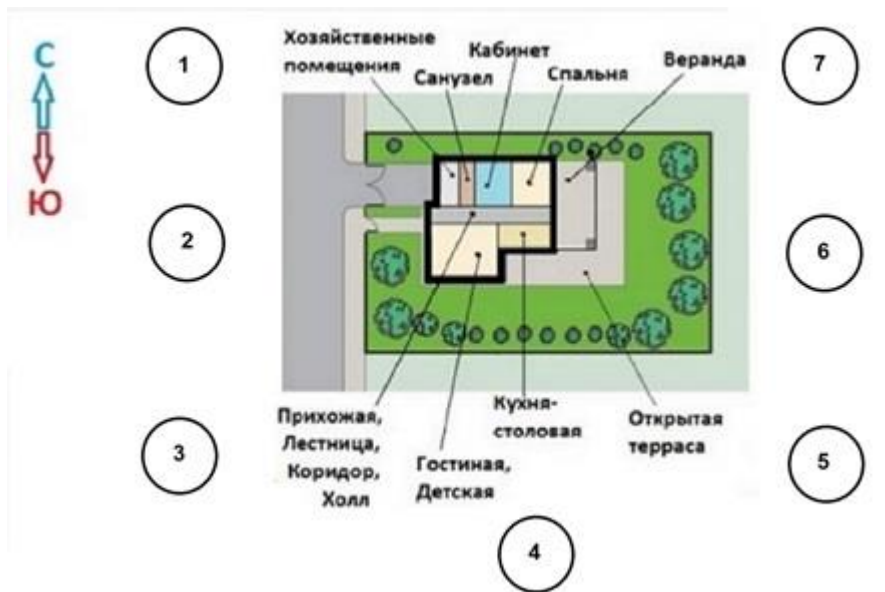 С
Ю
1
Хозяйственные
помещения
Санузел
Кабинет
Спальня
Веранда
7
2
6
3
Прихожая,
Лестница,
Коридор,
Холл
Гостиная,
Детская
Кухня-
столовая
Открытая
терраса
5
4